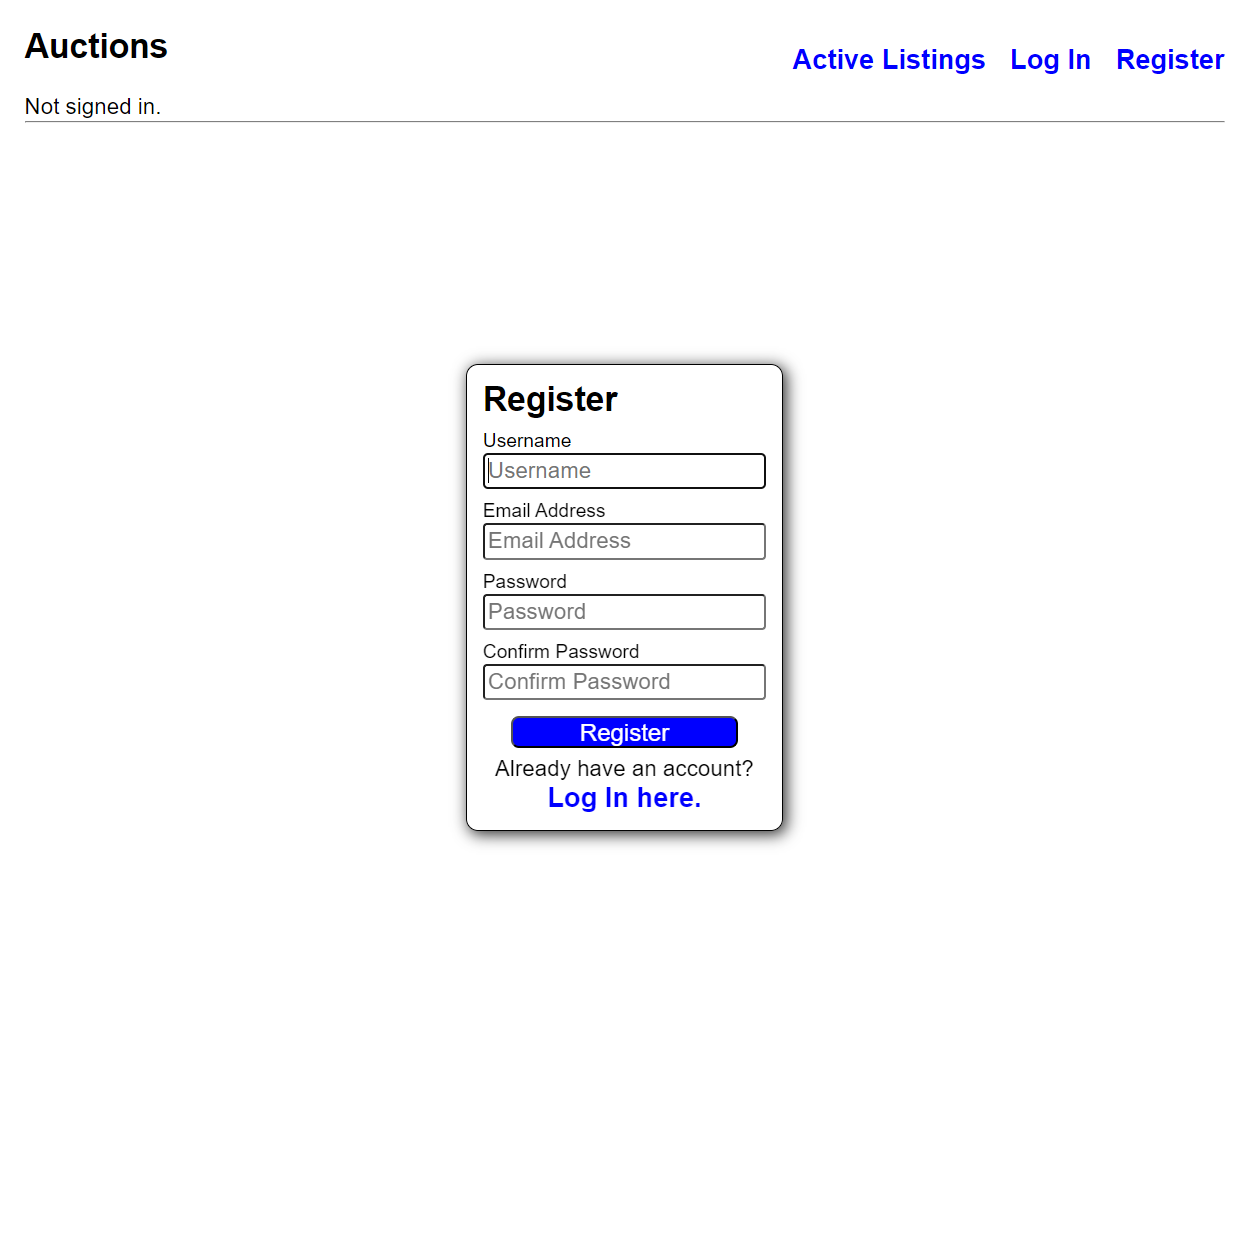 Auctions
Active Listings Log In Register
Not signed in.
Register
Username
Username
Email Address
Email Address
Password
Password
Confirm Password
Confirm Password
Register
Already have an account?
Log In here.